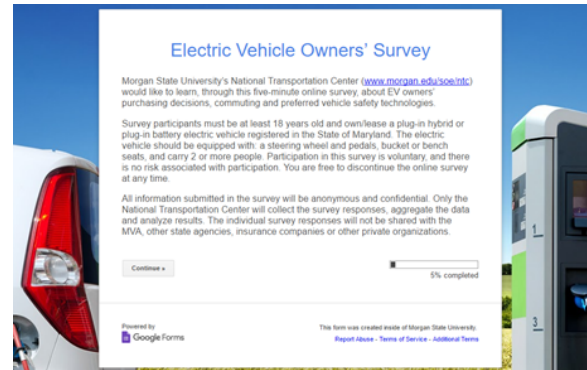 Electric Vehicle Owners' Survey
Morgan State University's National Transportation Center (www.morgan.edu/soe/ntc)
would like to learn, through this five-minute online survey, about EV owners'
purchasing decisions, commuting and preferred vehicle safety technologies.
Survey participants must be at least 18 years old and own/lease a plug-in hybrid or
plug-in battery electric vehicle registered in the State of Maryland. The electric
vehicle should be equipped with: a steering wheel and pedals, bucket or bench
seats, and carry 2 or more people. Participation in this survey is voluntary, and there
is no risk associated with participation. You are free to discontinue the online survey
at any time.
All information submitted in the survey will be anonymous and confidential. Only the
National Transportation Center will collect the survey responses, aggregate the data
and analyze results. The individual survey responses will not be shared with the
MVA, other state agencies, insurance companies or other private organizations.
Continue »
5% completed
Powered by
Google Forms
This form was created inside of Morgan State University.
Report Abuse - Terms of Service - Additional Terms
1
3